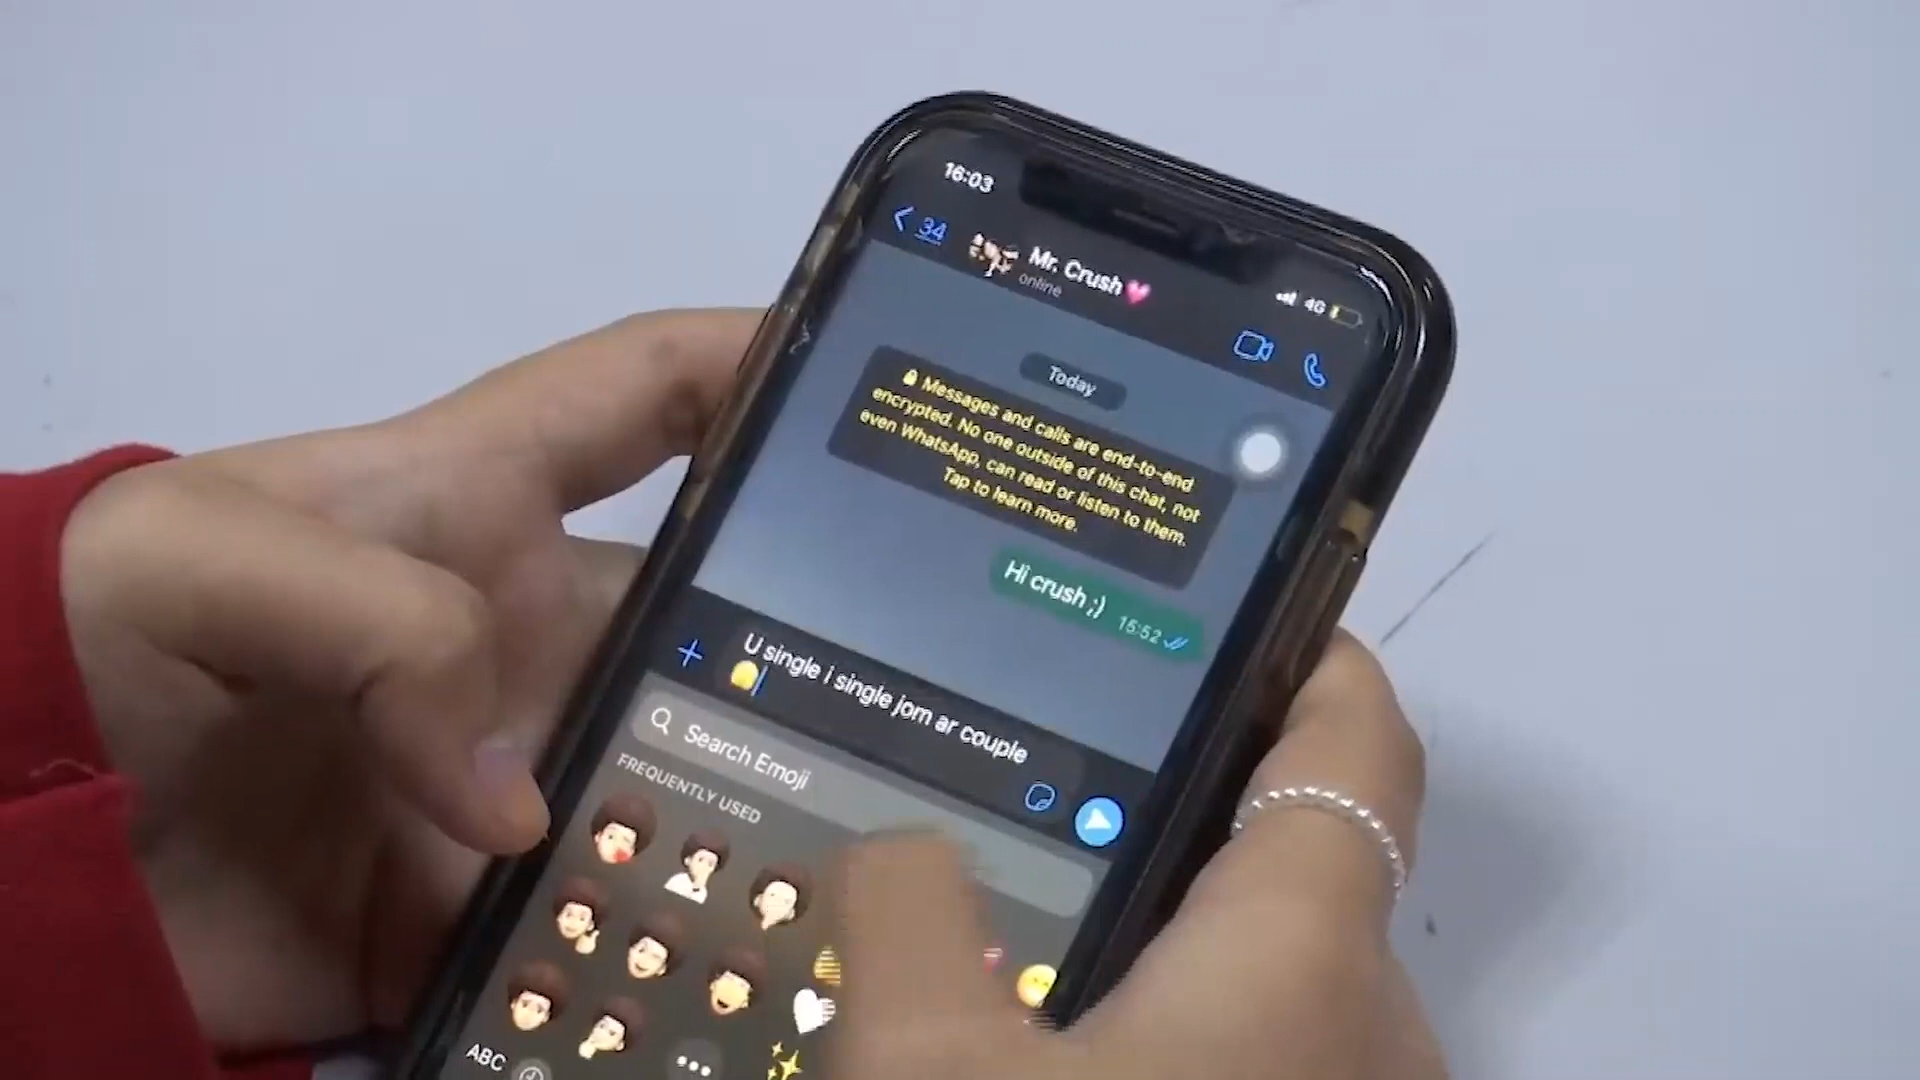 16:03
34
Mr. Crush
online
4G
Today
Messages and calls are end-to-end
encrypted. No one outside of this chat, not
even WhatsApp, can read or listen to them.
Tap to learn more.
Hi crush ;)
15:52
U single i single jom ar couple
Search Emoji
FREQUENTLY USED
ABC